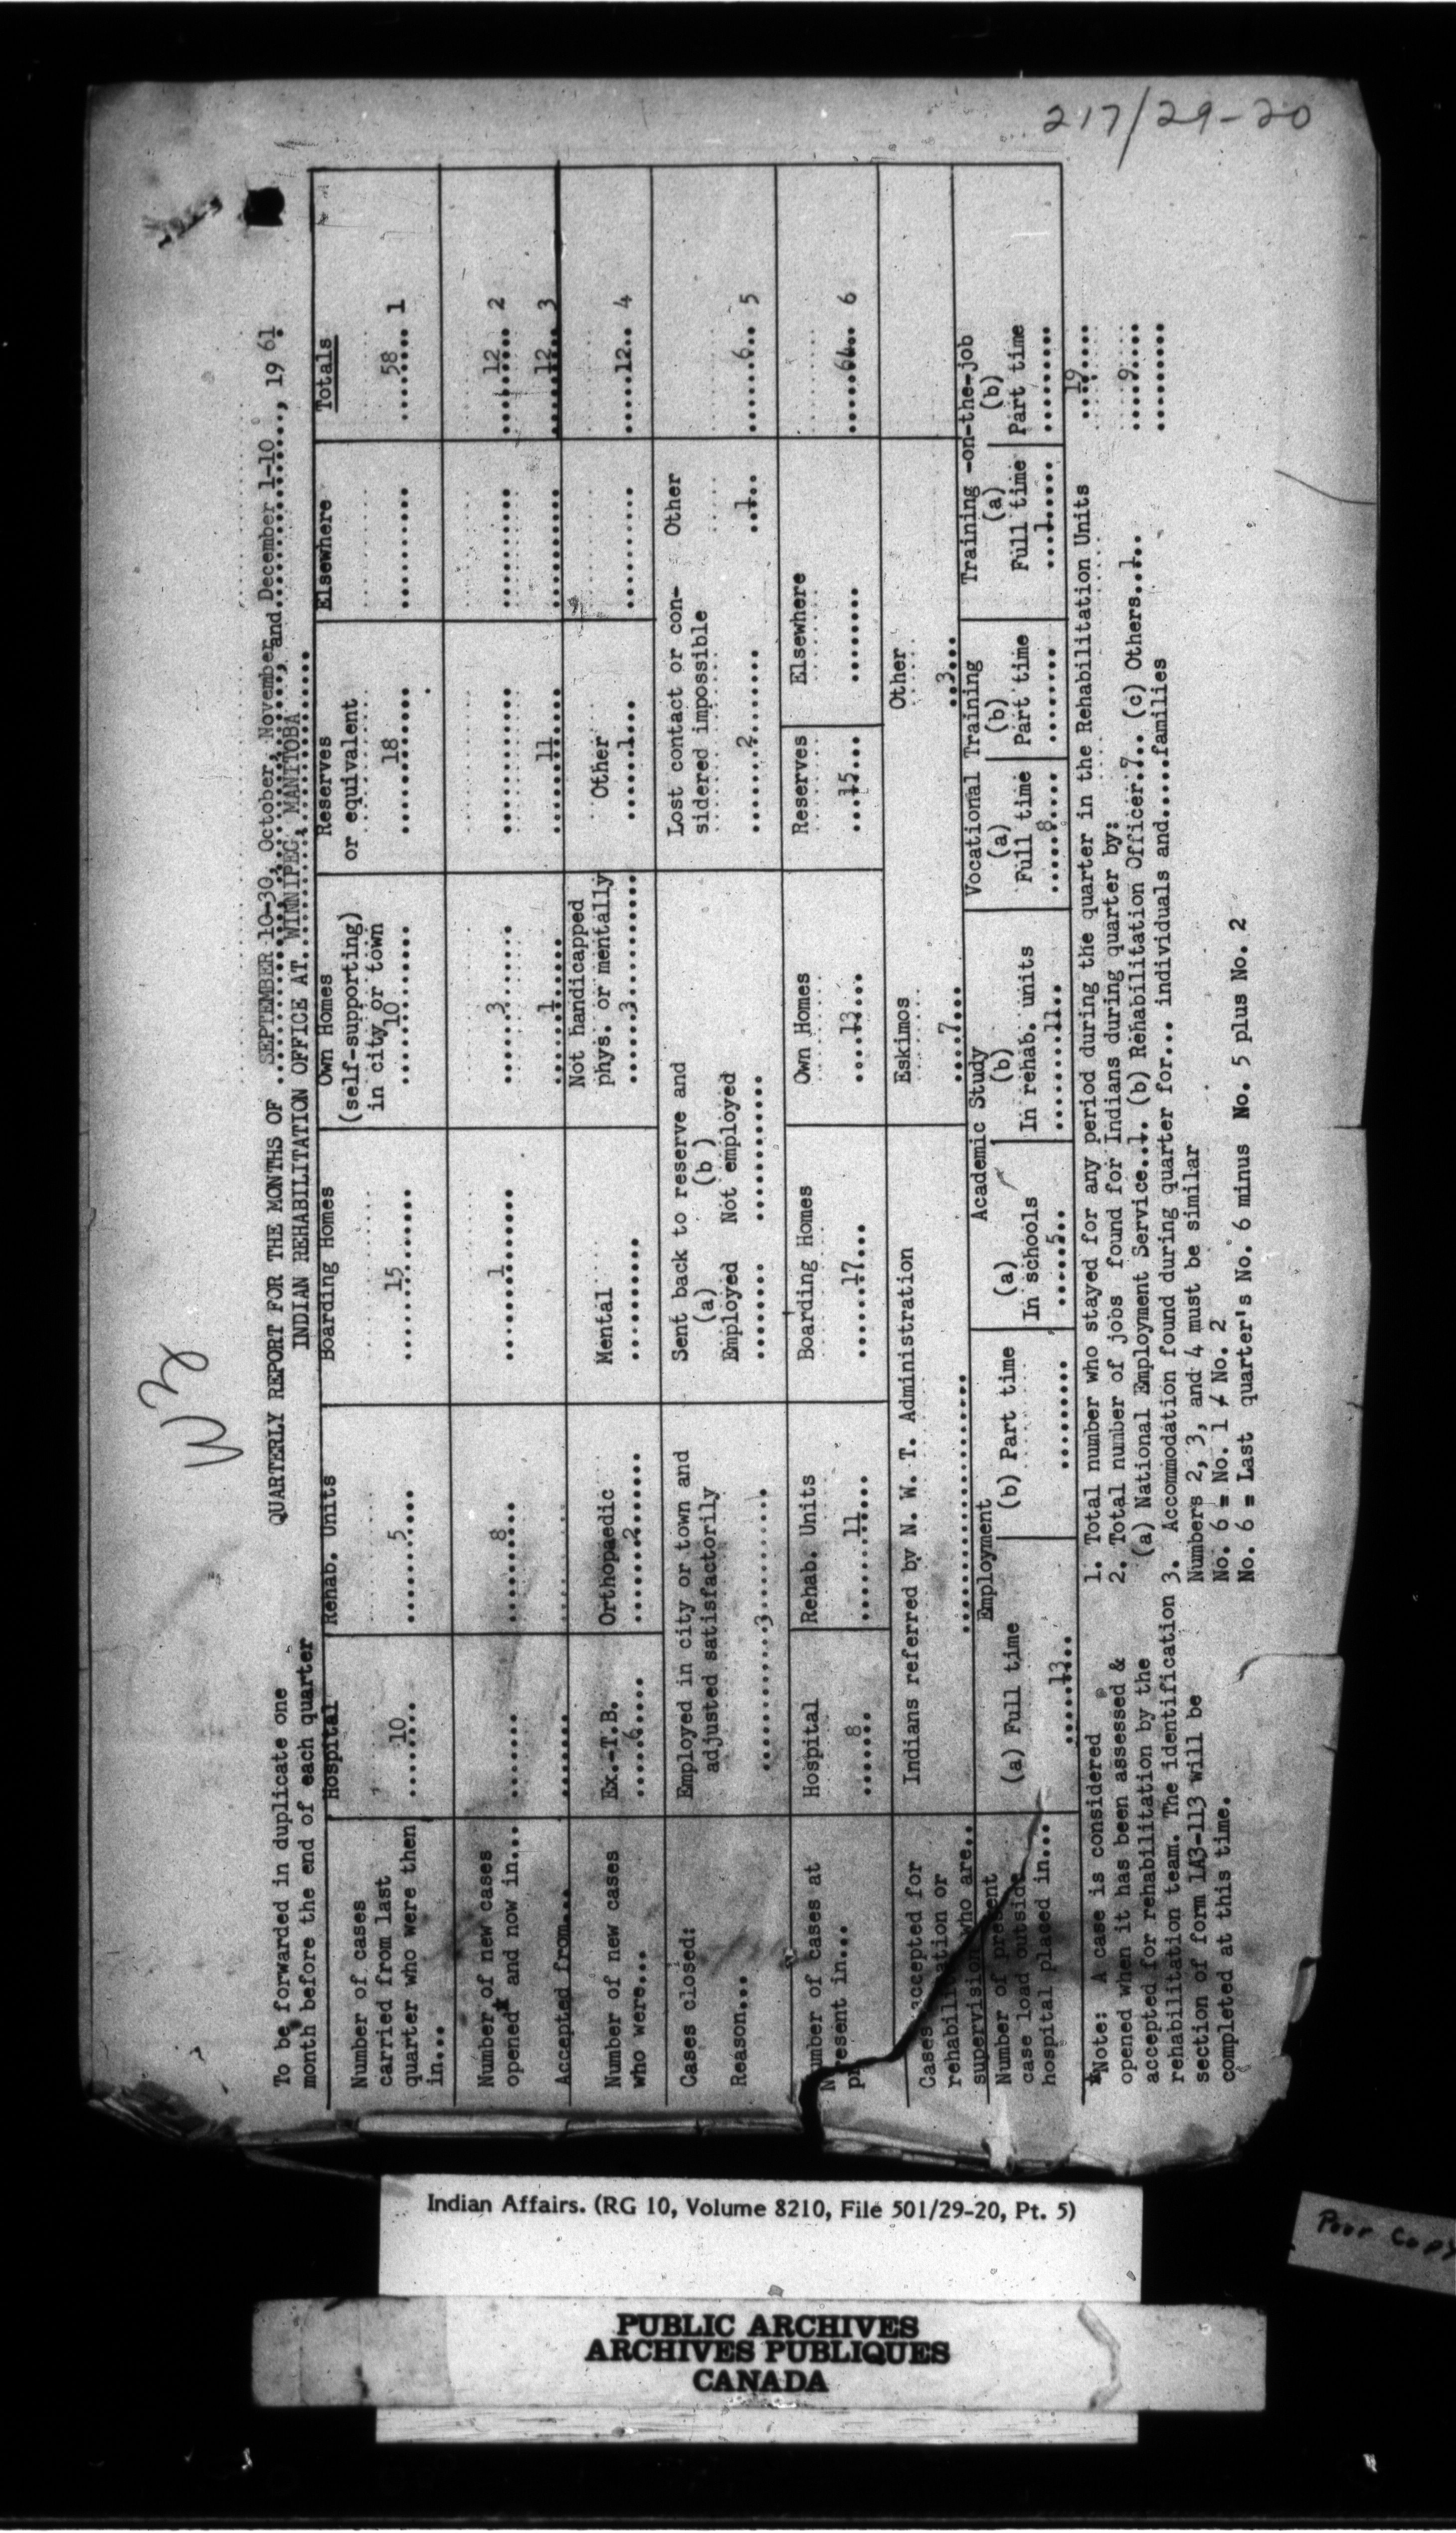 217/29-20
W3
To be forwarded in duplicate one
month before the end of each quarter
QUARTERLY REPORT FOR THE MONTHS OF ..SEPTEMBER 10-30, October, November, and December 1-10..., 19 61.
INDIAN REHABILITATION OFFICE AT..WINNIPEG, MANITOBA.......
Hospital Rehab. Units Boarding Homes Own Homes (self-supporting) in city or town Reserves or equivalent Elsewhere Totals
Number of cases
carried from last
quarter who were then
in...
10 5 15 10 18 ......... 58 1
Number of new cases
opened* and now in...
....... 8 1 3 ......... ......... 12 2
Accepted from...
....... ..... 1 11 ......... 12 3
Number of new cases
who were...
Ex.-T.B. Orthopaedic Mental Not handicapped phys. or mentally Other
6 2 ......... 3 1 ......... 12 4
Cases closed:
Reason...
Employed in city or town and
adjusted satisfactorily
3
Sent back to reserve and
(a) (b)
Employed Not employed
........ ...........
Lost contact or con-
sidered impossible
2
Other
1
6 5
Number of cases at
present in...
Hospital Rehab. Units Boarding Homes Own Homes Reserves Elsewhere
8 11 17 13 15 ........ 64 6
Cases accepted for
rehabilitation or
supervision who are...
Indians referred by N. W. T. Administration
Eskimos
7
Other
3
Number of present
case load outside
hospital placed in...
Employment
(a) Full time (b) Part time
13 .........
Academic Study
(a) (b)
In schools In rehab. units
5 11
Vocational Training
(a) (b)
Full time Part time
8 ........
Training -on-the-job
(a) (b)
Full time Part time
1 .........
*Note: A case is considered
opened when it has been assessed &
accepted for rehabilitation by the
rehabilitation team. The identification
section of form 1A3-113 will be
completed at this time.
1. Total number who stayed for any period during the quarter in the Rehabilitation Units 19
2. Total number of jobs found for Indians during quarter by:
(a) National Employment Service..1. (b) Rehabilitation Officer.7.. (c) Others...1.. ....9....
3. Accommodation found during quarter for... individuals and.....families ..........
Numbers 2, 3, and 4 must be similar
No. 6 = No. 1 ≠ No. 2
No. 6 = Last quarter's No. 6 minus No. 5 plus No. 2
Indian Affairs. (RG 10, Volume 8210, File 501/29-20, Pt. 5)
Poor Copy
PUBLIC ARCHIVES
ARCHIVES PUBLIQUES
CANADA